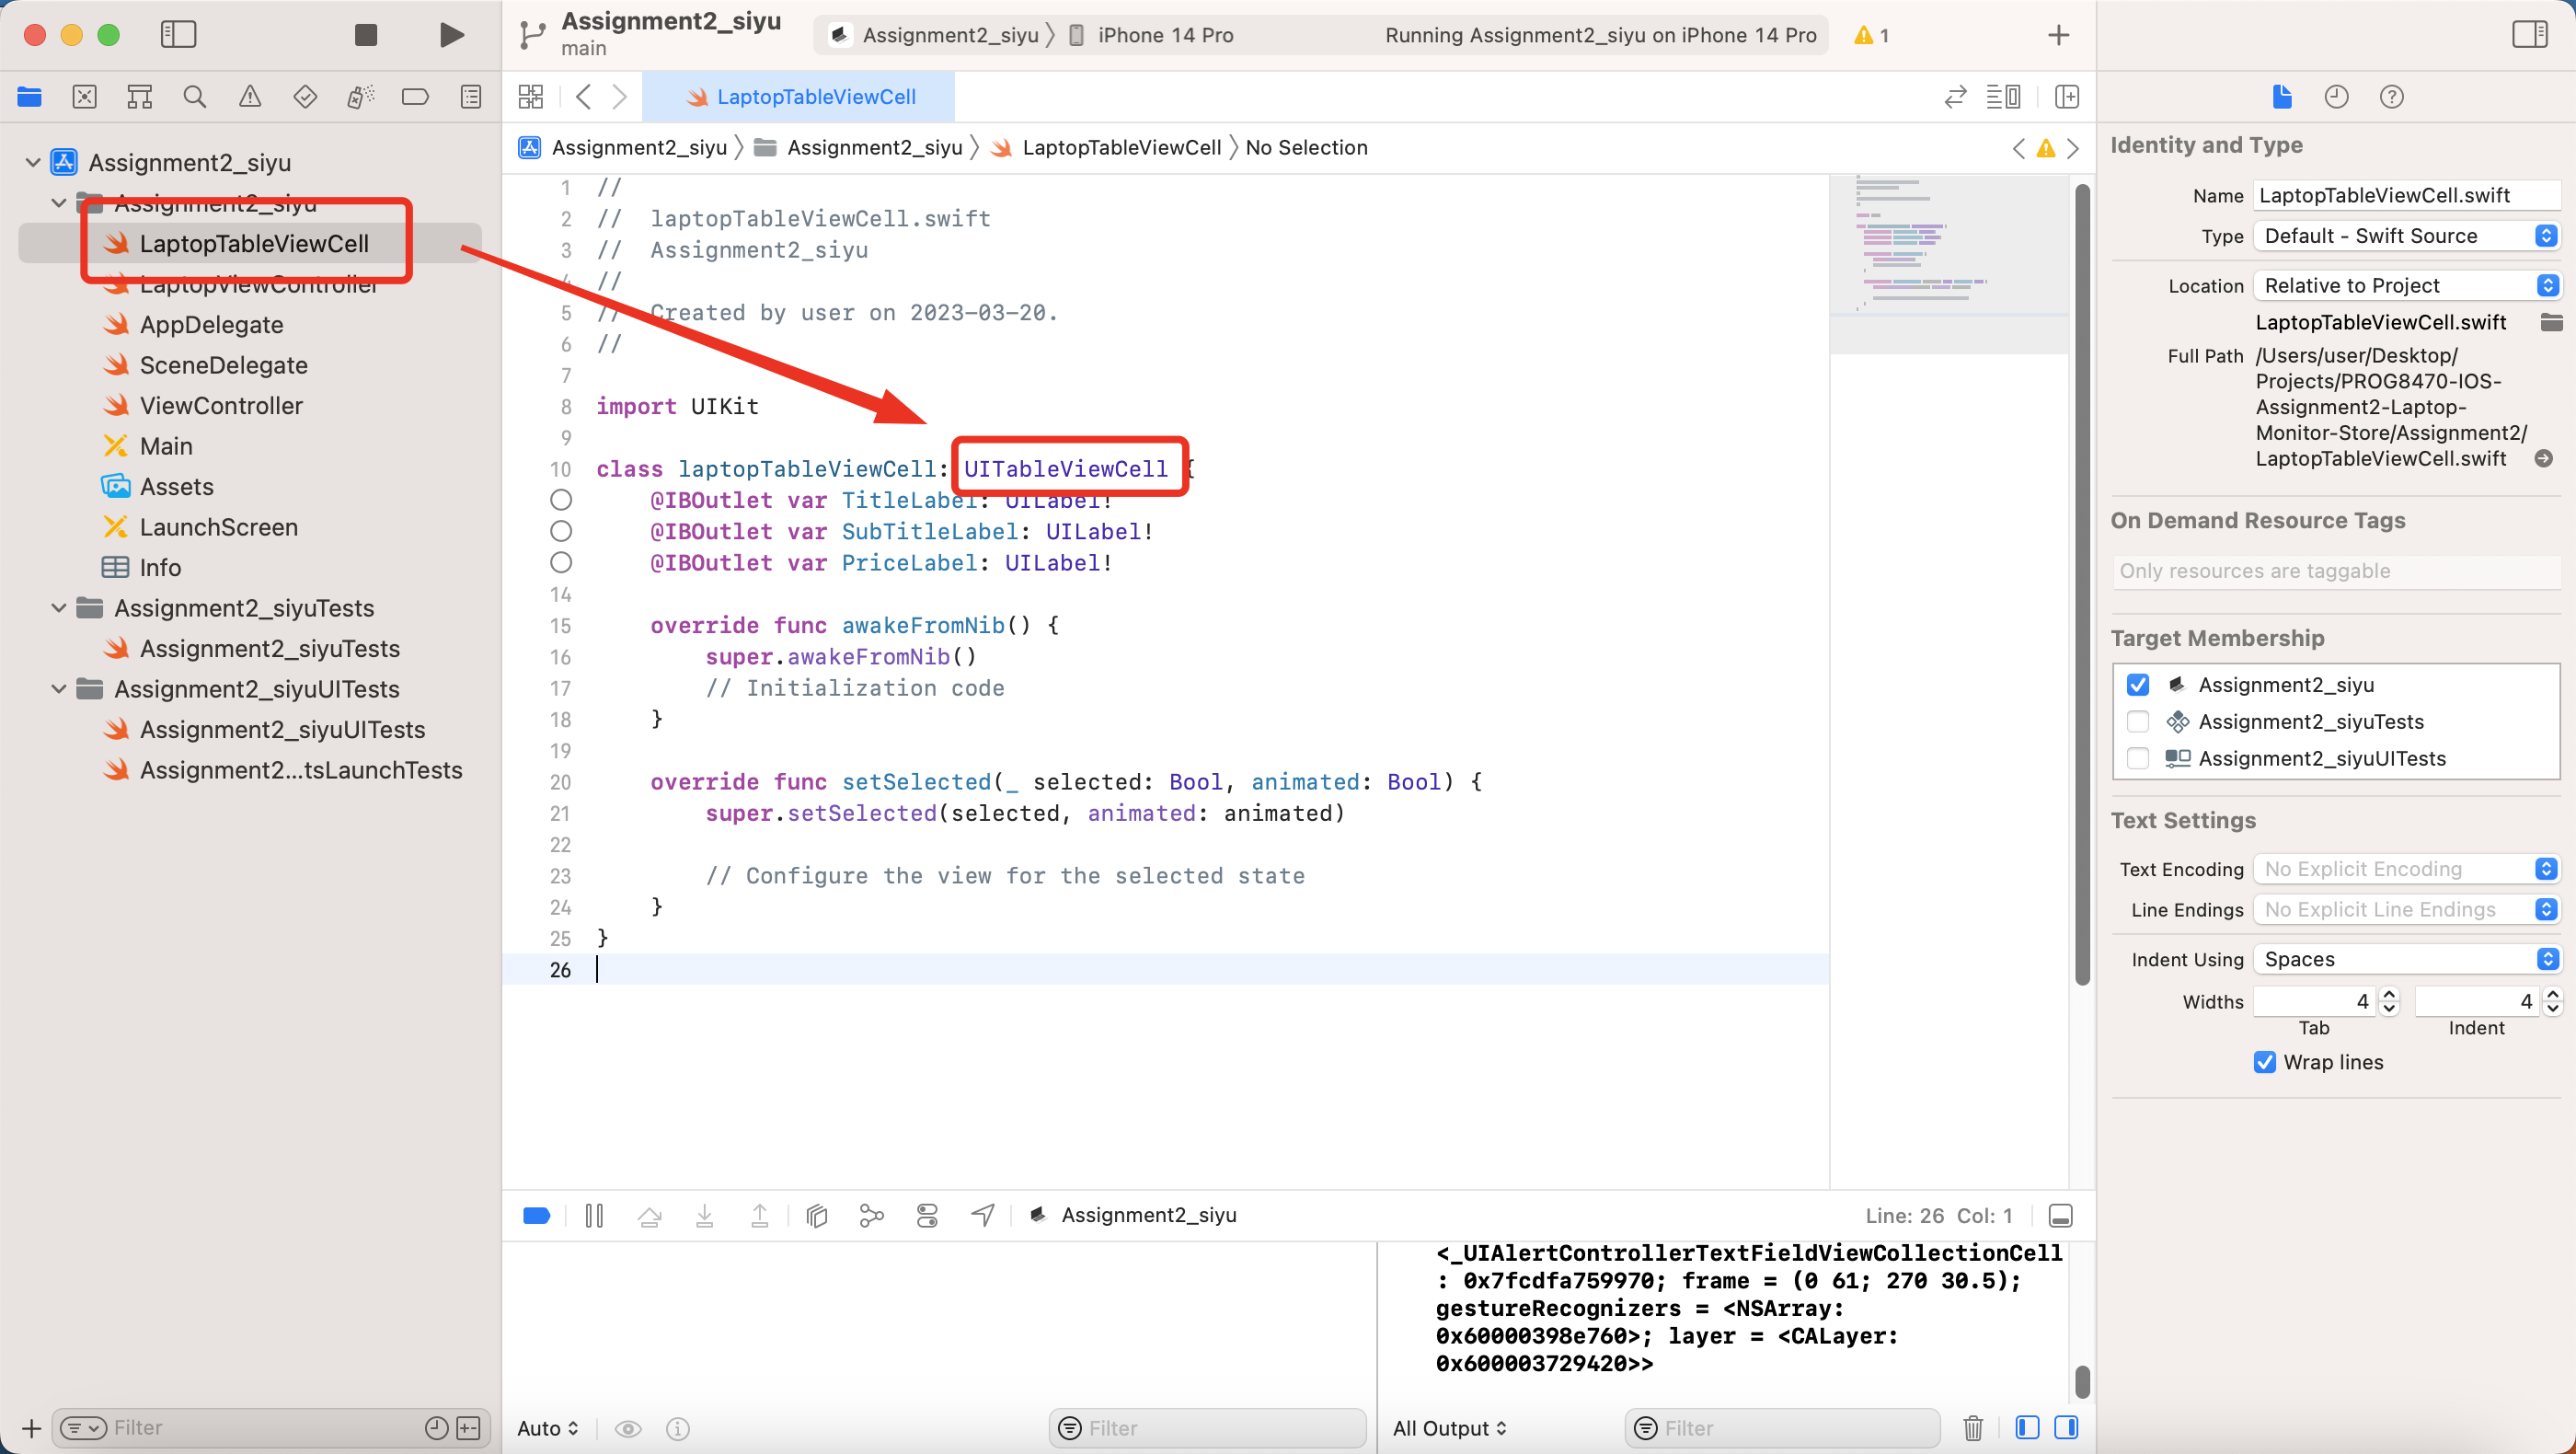 Assignment2_siyu
main
Assignment2_siyu
iPhone 14 Pro
Running Assignment2_siyu on iPhone 14 Pro
1
LaptopTableViewCell
Assignment2_siyu
Assignment2_siyu
LaptopTableViewCell
No Selection
Assignment2_siyu
Assignment2_siyu
LaptopTableViewCell
LaptopViewController
AppDelegate
SceneDelegate
ViewController
Main
Assets
LaunchScreen
Info
Assignment2_siyuTests
Assignment2_siyuTests
Assignment2_siyuUITests
Assignment2_siyuUITests
Assignment2...tsLaunchTests
Filter
1 //
2 //  laptopTableViewCell.swift
3 //  Assignment2_siyu
4 //
5 //  Created by user on 2023-03-20.
6 //
7
8 import UIKit
9
10 class laptopTableViewCell: UITableViewCell {
@IBOutlet var TitleLabel: UILabel!
@IBOutlet var SubTitleLabel: UILabel!
@IBOutlet var PriceLabel: UILabel!
14
15 override func awakeFromNib() {
16 super.awakeFromNib()
17 // Initialization code
18 }
19
20 override func setSelected(_ selected: Bool, animated: Bool) {
21 super.setSelected(selected, animated: animated)
22
23 // Configure the view for the selected state
24 }
25 }
26
Assignment2_siyu
Line: 26 Col: 1
<_UIAlertControllerTextFieldViewCollectionCell
: 0x7fcdfa759970; frame = (0 61; 270 30.5);
gestureRecognizers = <NSArray:
0x60000398e760>; layer = <CALayer:
0x600003729420>>
Auto
Filter
All Output
Filter
Identity and Type
Name LaptopTableViewCell.swift
Type Default - Swift Source
Location Relative to Project
LaptopTableViewCell.swift
Full Path /Users/user/Desktop/
Projects/PROG8470-IOS-
Assignment2-Laptop-
Monitor-Store/Assignment2/
LaptopTableViewCell.swift
On Demand Resource Tags
Only resources are taggable
Target Membership
Assignment2_siyu
Assignment2_siyuTests
Assignment2_siyuUITests
Text Settings
Text Encoding No Explicit Encoding
Line Endings No Explicit Line Endings
Indent Using Spaces
Widths 4 4
Tab Indent
Wrap lines